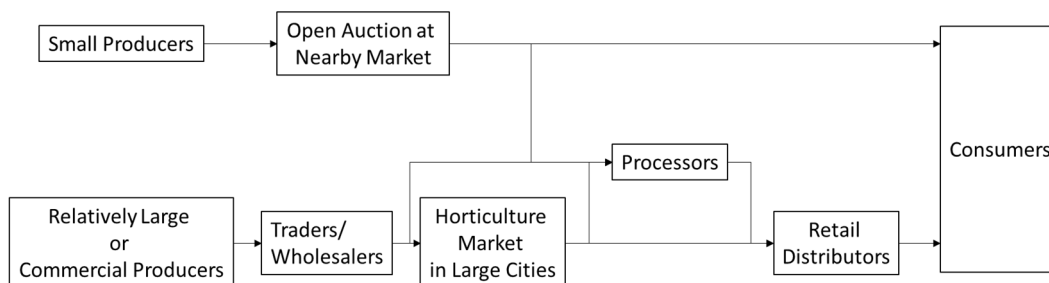 Small Producers
Open Auction at
Nearby Market
Consumers
Processors
Relatively Large
or
Commercial Producers
Traders/
Wholesalers
Horticulture
Market
in Large Cities
Retail
Distributors